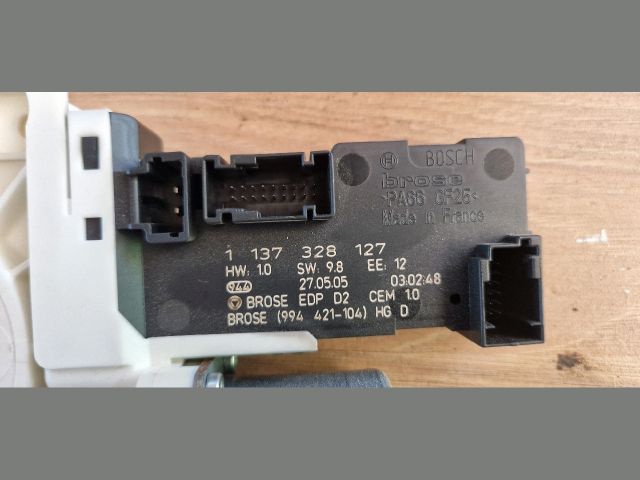 BOSCH
brose
>PA66 GF25<
Made in France
1 137 328 127
HW: 1.0 SW: 9.8 EE: 12
944 27.05.05 03:02:48
BROSE EDP D2 CEM 1.0
BROSE (994 421-104) HG D